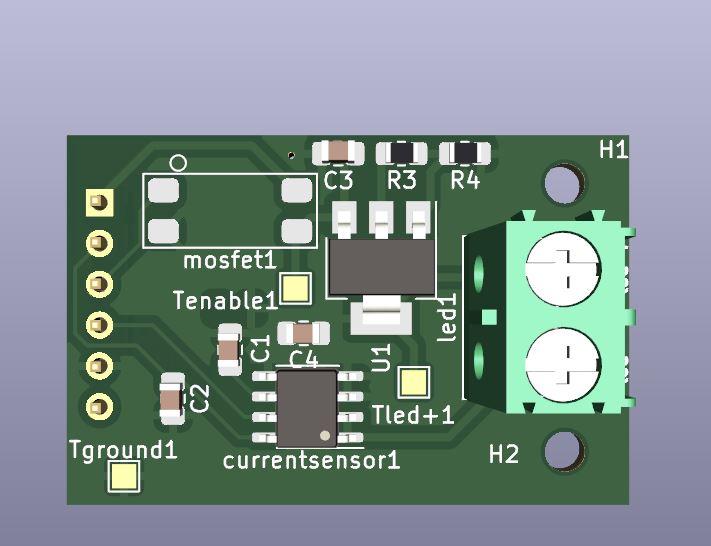 H1
C3
R3
R4
mosfet1
Tenable1
led1
C1
C4
U1
C2
Tled+1
Tground1
currentsensor1
H2